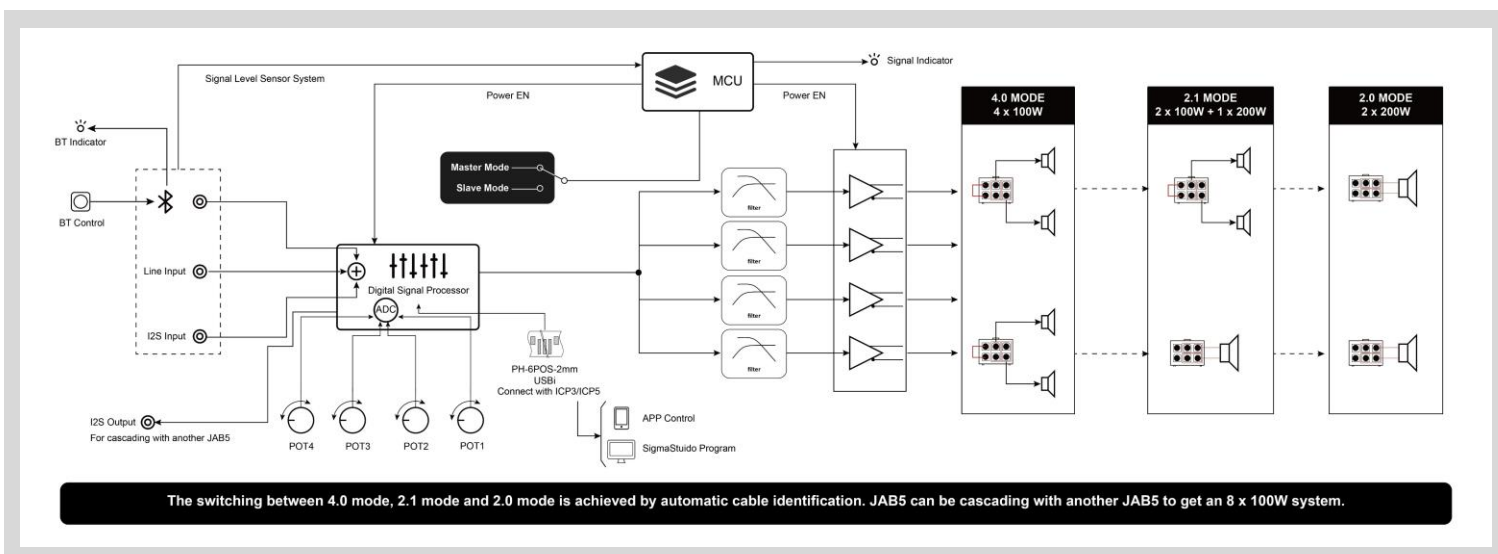 Signal Level Sensor System
MCU
Signal Indicator
Power EN
Power EN
4.0 MODE
4 x 100W
2.1 MODE
2 x 100W + 1 x 200W
2.0 MODE
2 x 200W
BT Indicator
Master Mode
Slave Mode
BT Control
filter
filter
filter
filter
Line Input
Digital Signal Processor
ADC
I2S Input
PH-6POS-2mm
USBi
Connect with ICP3/ICP5
I2S Output
For cascading with another JAB5
POT4
POT3
POT2
POT1
APP Control
SigmaStuido Program
The switching between 4.0 mode, 2.1 mode and 2.0 mode is achieved by automatic cable identification. JAB5 can be cascading with another JAB5 to get an 8 x 100W system.